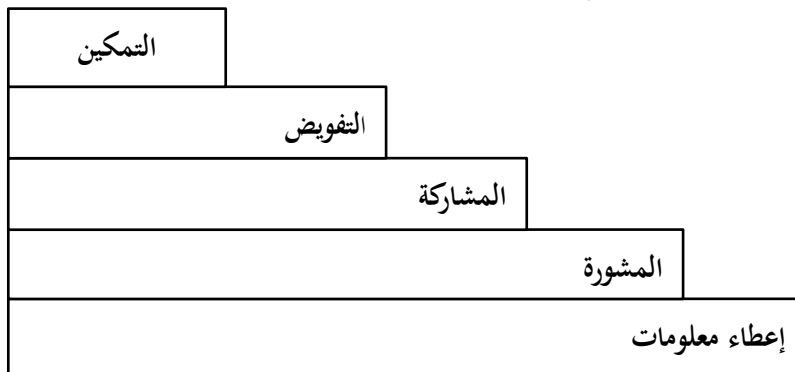 التمكين
التفويض
المشاركة
المشورة
إعطاء معلومات